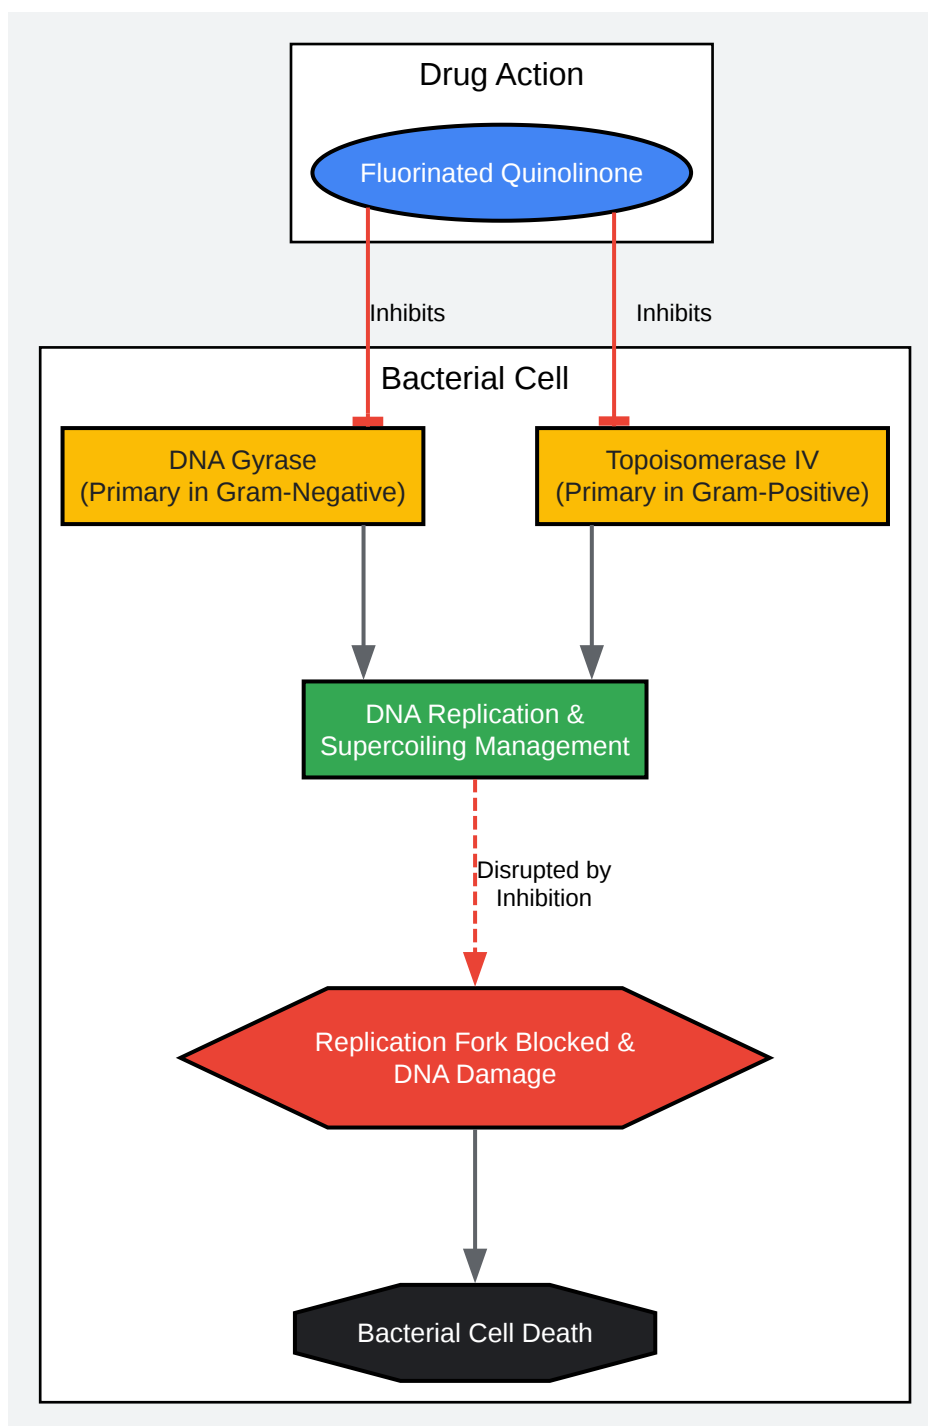 Drug Action
Fluorinated Quinolinone
Inhibits
Inhibits
Bacterial Cell
DNA Gyrase
(Primary in Gram-Negative)
Topoisomerase IV
(Primary in Gram-Positive)
DNA Replication &
Supercoiling Management
Disrupted by
Inhibition
Replication Fork Blocked &
DNA Damage
Bacterial Cell Death